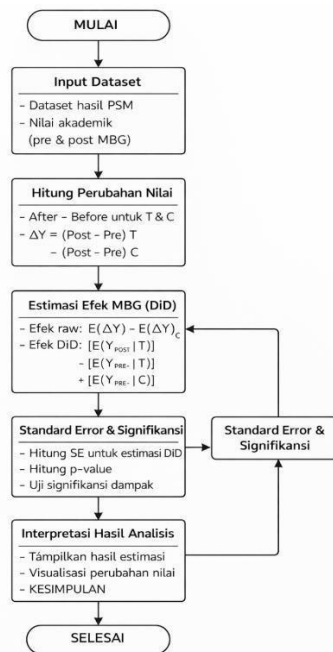 MULAI
Input Dataset
- Dataset hasil PSM
- Nilai akademik
(pre & post MBG)
Hitung Perubahan Nilai
- After - Before untuk T & C
- ΔY = (Post - Pre) T
- (Post - Pre) C
Estimasi Efek MBG (DiD)
- Efek raw: E(ΔY) - E(ΔY)C
- Efek DiD: [E(YPOST | T)]
- [E(YPRE- | T)]
+ [E(YPRE- | C)]
Standard Error & Signifikansi
- Hitung SE untuk estimasi DiD
- Hitung p-value
- Uji signifikansi dampak
Standard Error &
Signifikansi
Interpretasi Hasil Analysis
- Támpilkan hasil estimasi
- Visualisasi perubahan nilai
- KESIMPULAN
SELESAI